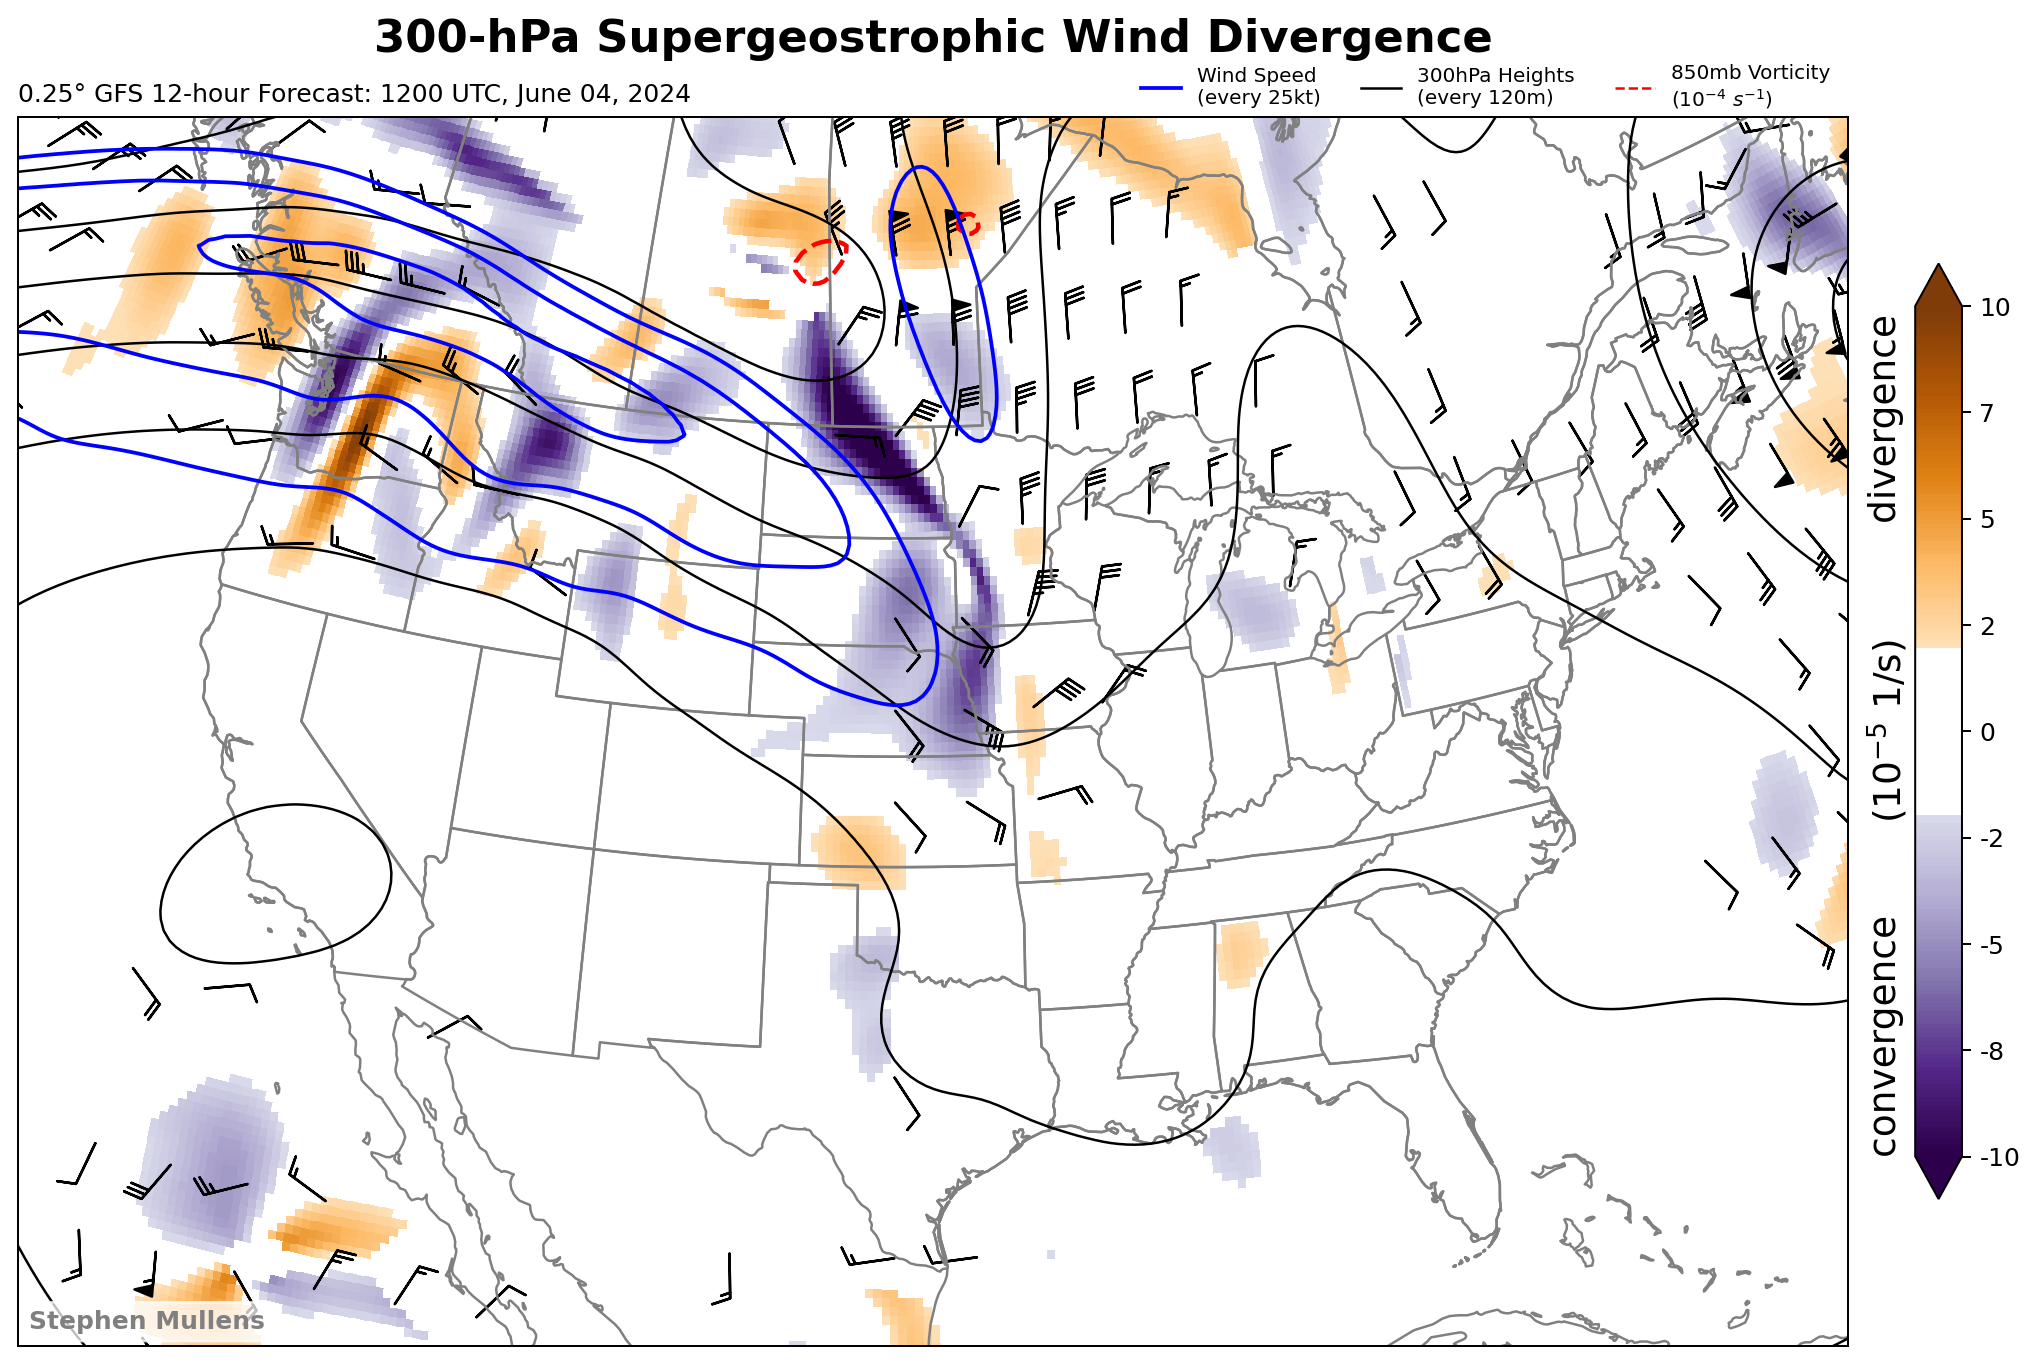 300-hPa Supergeostrophic Wind Divergence
0.25° GFS 12-hour Forecast: 1200 UTC, June 04, 2024
Wind Speed
(every 25kt)
300hPa Heights
(every 120m)
850mb Vorticity
(10⁻⁴ s⁻¹)
10
7
5
2
0
-2
-5
-8
-10
convergence (10⁻⁵ 1/s) divergence
Stephen Mullens